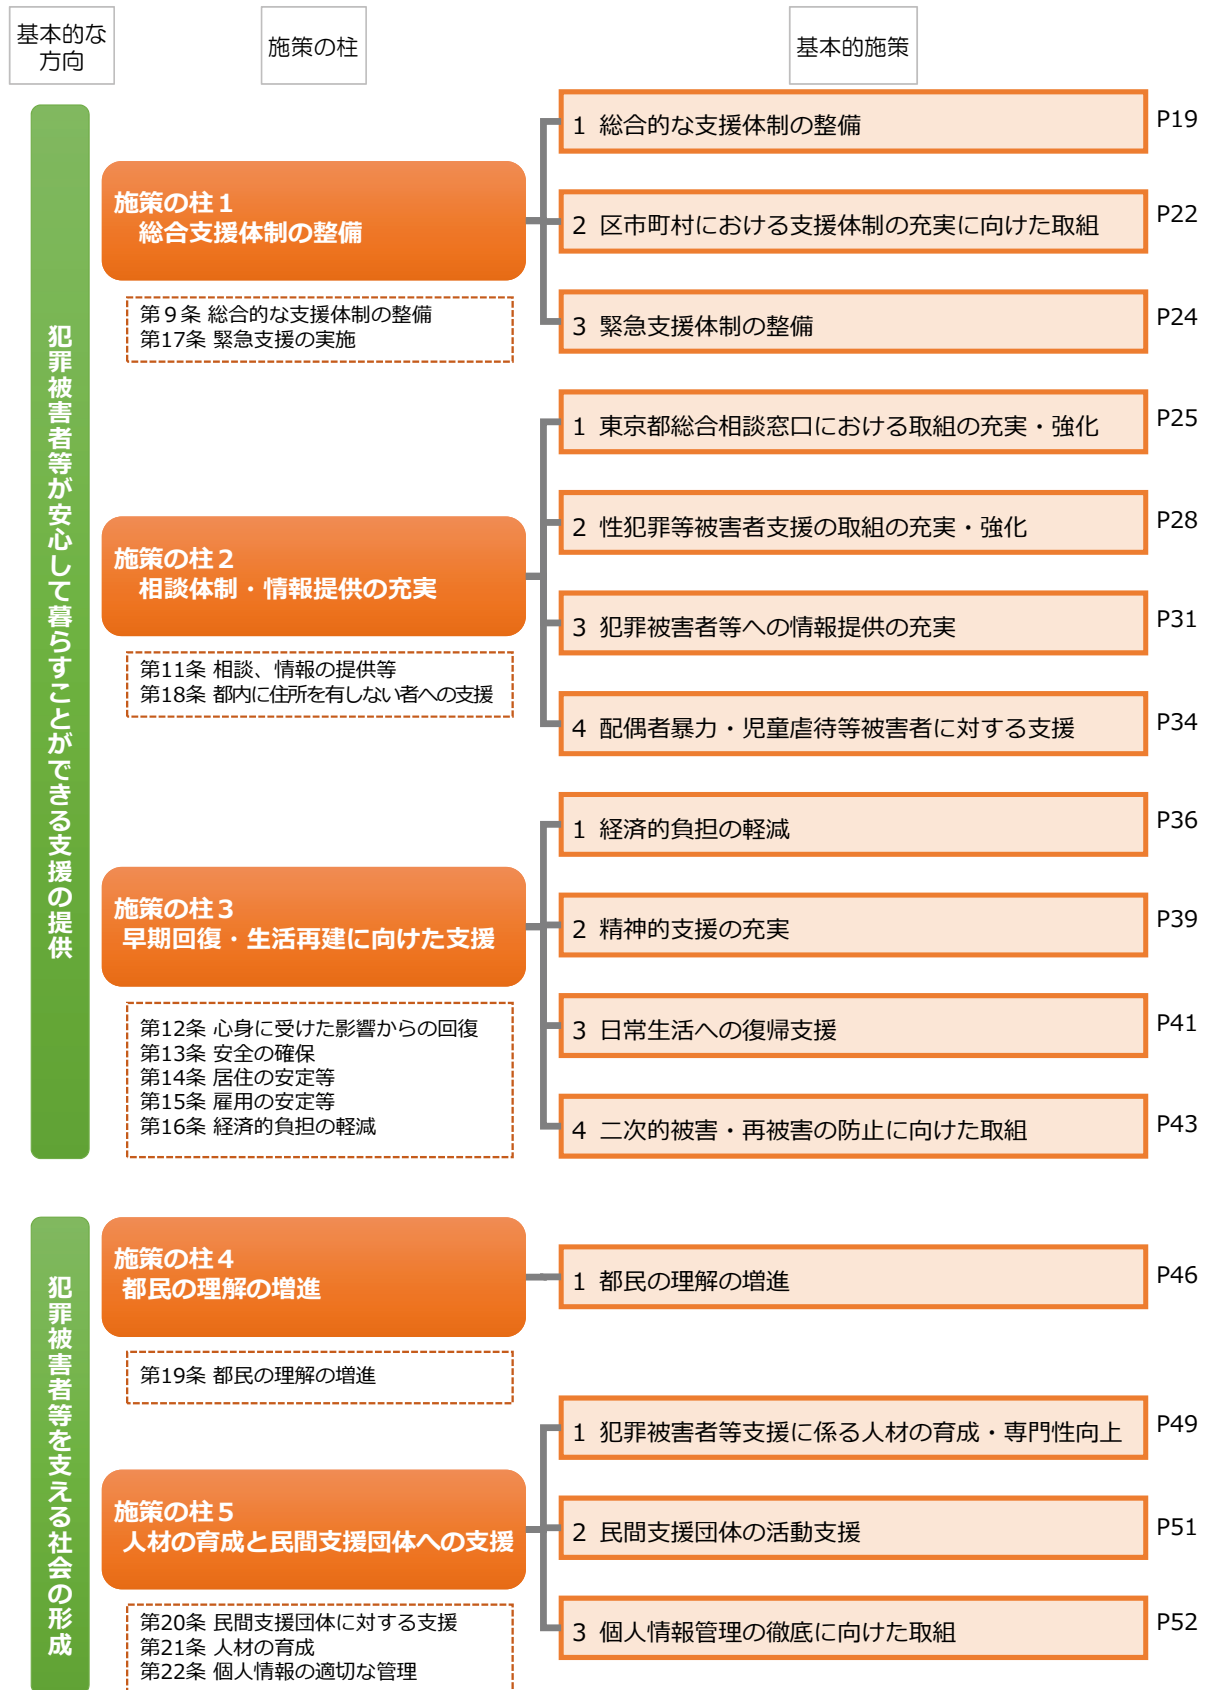 基本的な
方向
施策の柱
基本的施策
犯罪被害者等が安心して暮らすことができる支援の提供
施策の柱１
総合支援体制の整備
第９条 総合的な支援体制の整備
第17条 緊急支援の実施
1 総合的な支援体制の整備
P19
2 区市町村における支援体制の充実に向けた取組
P22
3 緊急支援体制の整備
P24
施策の柱２
相談体制・情報提供の充実
第11条 相談、情報の提供等
第18条 都内に住所を有しない者への支援
1 東京都総合相談窓口における取組の充実・強化
P25
2 性犯罪等被害者支援の取組の充実・強化
P28
3 犯罪被害者等への情報提供の充実
P31
4 配偶者暴力・児童虐待等被害者に対する支援
P34
施策の柱３
早期回復・生活再建に向けた支援
第12条 心身に受けた影響からの回復
第13条 安全の確保
第14条 居住の安定等
第15条 雇用の安定等
第16条 経済的負担の軽減
1 経済的負担の軽減
P36
2 精神的支援の充実
P39
3 日常生活への復帰支援
P41
4 二次的被害・再被害の防止に向けた取組
P43
犯罪被害者等を支える社会の形成
施策の柱４
都民の理解の増進
第19条 都民の理解の増進
1 都民の理解の増進
P46
施策の柱５
人材の育成と民間支援団体への支援
第20条 民間支援団体に対する支援
第21条 人材の育成
第22条 個人情報の適切な管理
1 犯罪被害者等支援に係る人材の育成・専門性向上
P49
2 民間支援団体の活動支援
P51
3 個人情報管理の徹底に向けた取組
P52